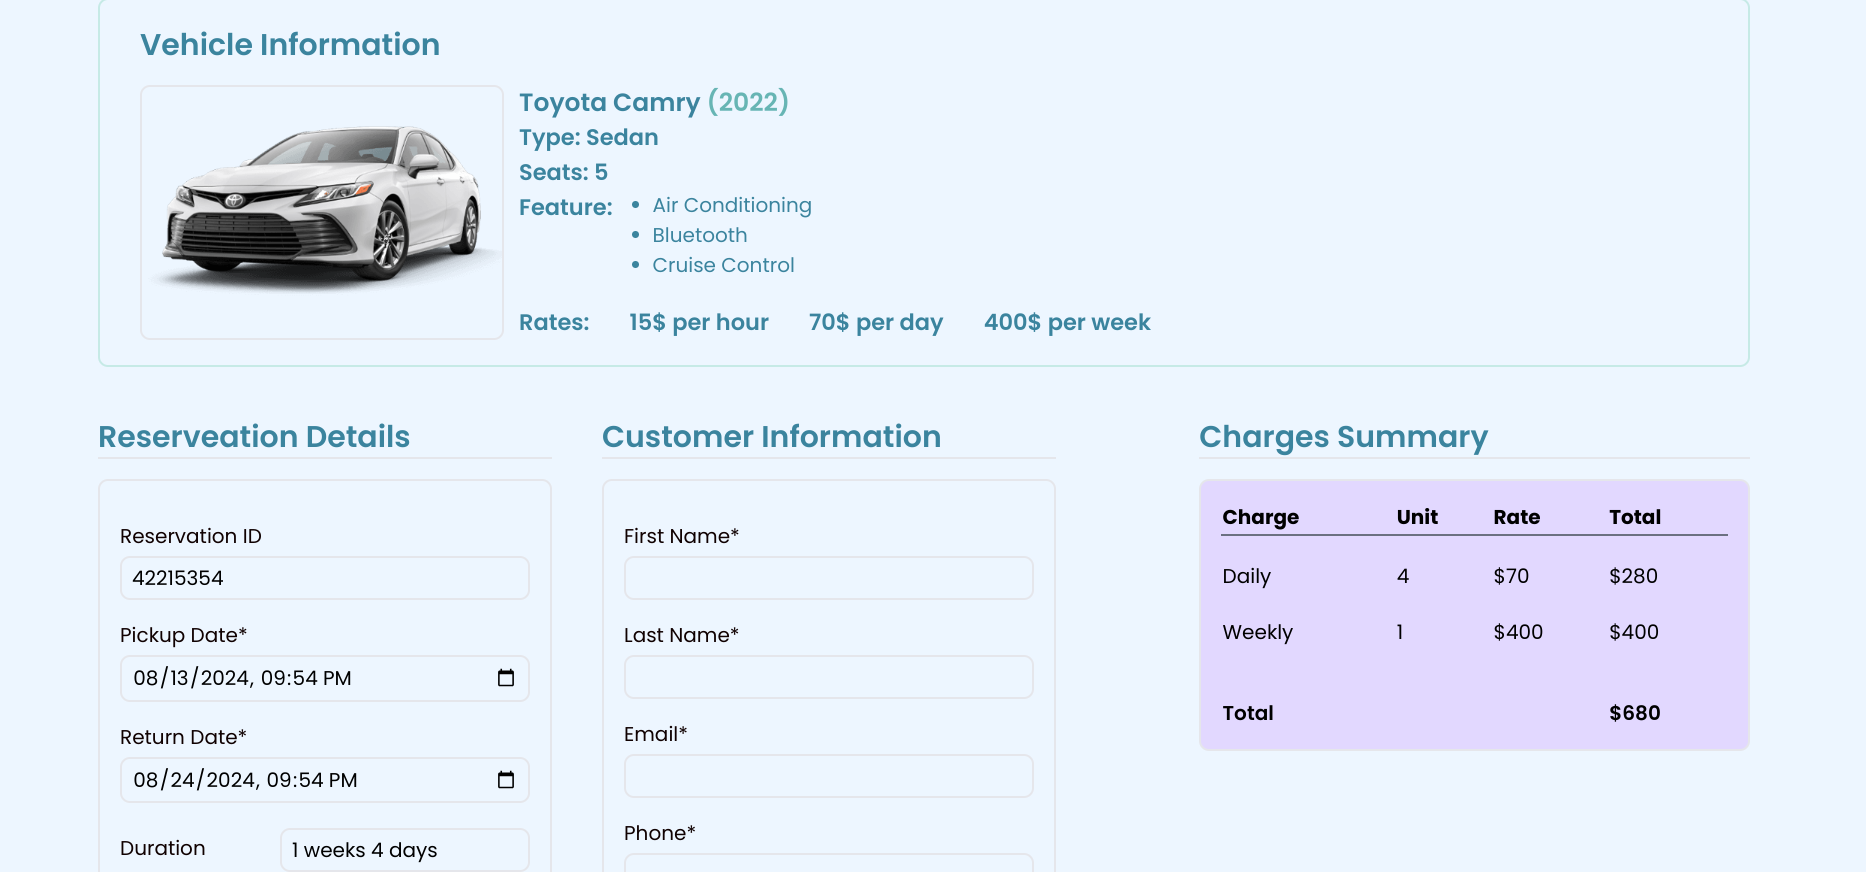 Vehicle Information
Toyota Camry (2022)
Type: Sedan
Seats: 5
Feature:
• Air Conditioning
• Bluetooth
• Cruise Control
Rates: 15$ per hour 70$ per day 400$ per week
Reserveation Details
Reservation ID
42215354
Pickup Date*
08/13/2024, 09:54 PM
Return Date*
08/24/2024, 09:54 PM
Duration 1 weeks 4 days
Customer Information
First Name*
Last Name*
Email*
Phone*
Charges Summary
Charge Unit Rate Total
Daily 4 $70 $280
Weekly 1 $400 $400
Total $680